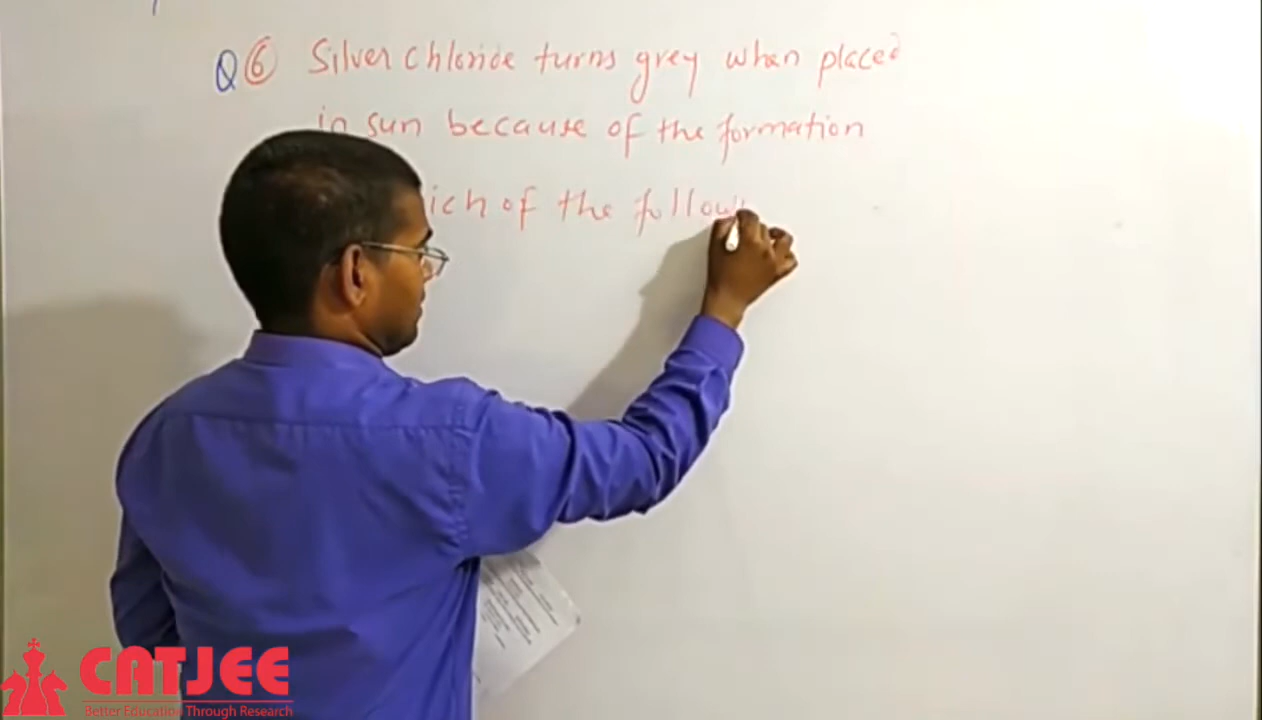 Q 6 Silver Chloride turns grey when placed
in sun because of the formation
ich of the follow
CATJEE
Better Education Through Research